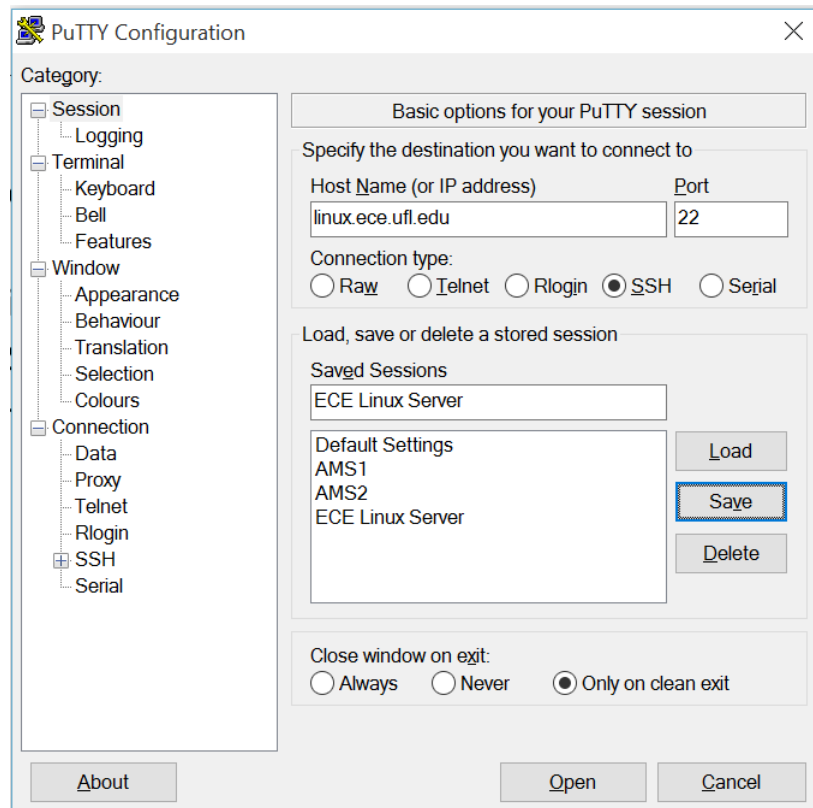 PuTTY Configuration
Category:
Session
Logging
Terminal
Keyboard
Bell
Features
Window
Appearance
Behaviour
Translation
Selection
Colours
Connection
Data
Proxy
Telnet
Rlogin
SSH
Serial
Basic options for your PuTTY session
Specify the destination you want to connect to
Host Name (or IP address) Port
linux.ece.ufl.edu 22
Connection type:
Raw Telnet Rlogin SSH Serial
Load, save or delete a stored session
Saved Sessions
ECE Linux Server
Default Settings
AMS1
AMS2
ECE Linux Server
Load
Save
Delete
Close window on exit:
Always Never Only on clean exit
About Open Cancel